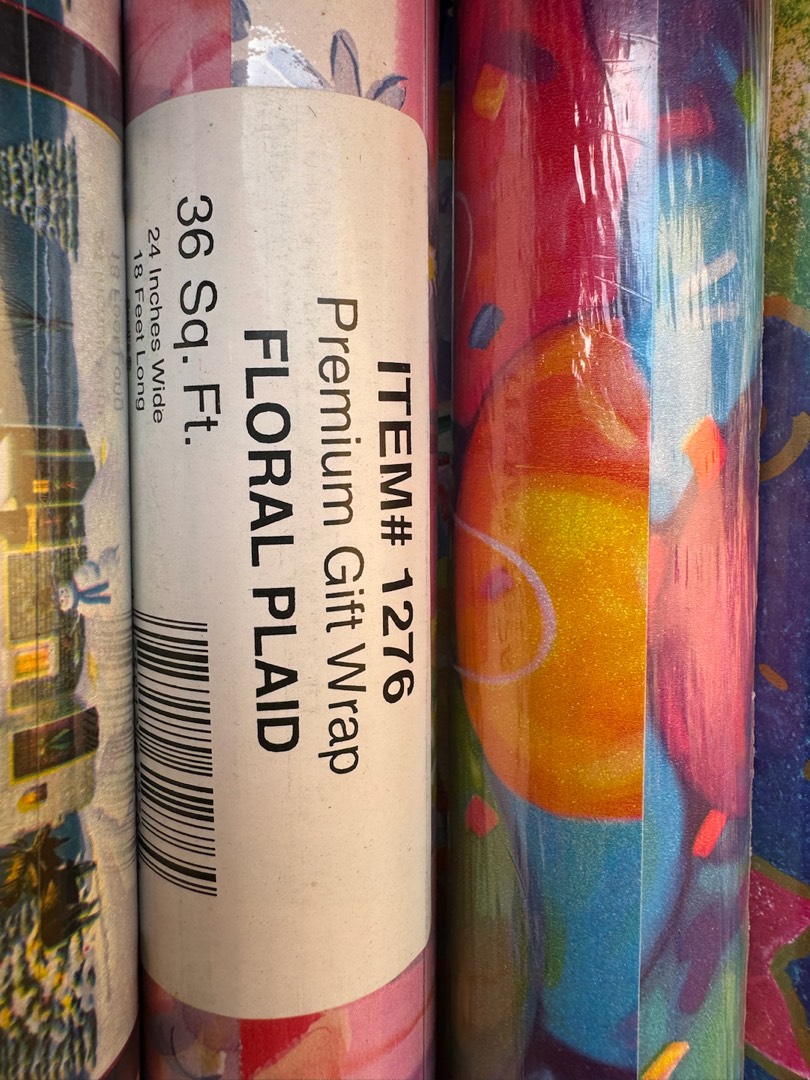 ITEM# 1276
Premium Gift Wrap
FLORAL PLAID
36 Sq. Ft.
24 Inches Wide
18 Feet Long